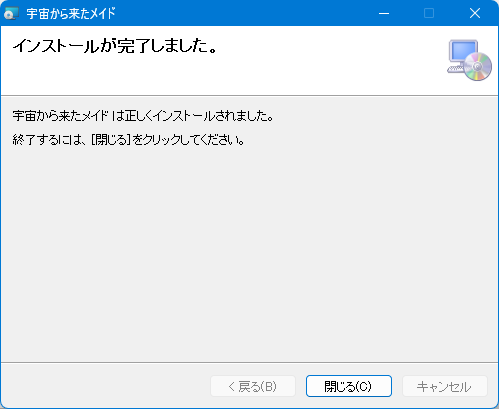 宇宙から来たメイド
インストールが完了しました。
宇宙から来たメイド は正しくインストールされました。
終了するには、[閉じる]をクリックしてください。
< 戻る(B)
閉じる(C)
キャンセル